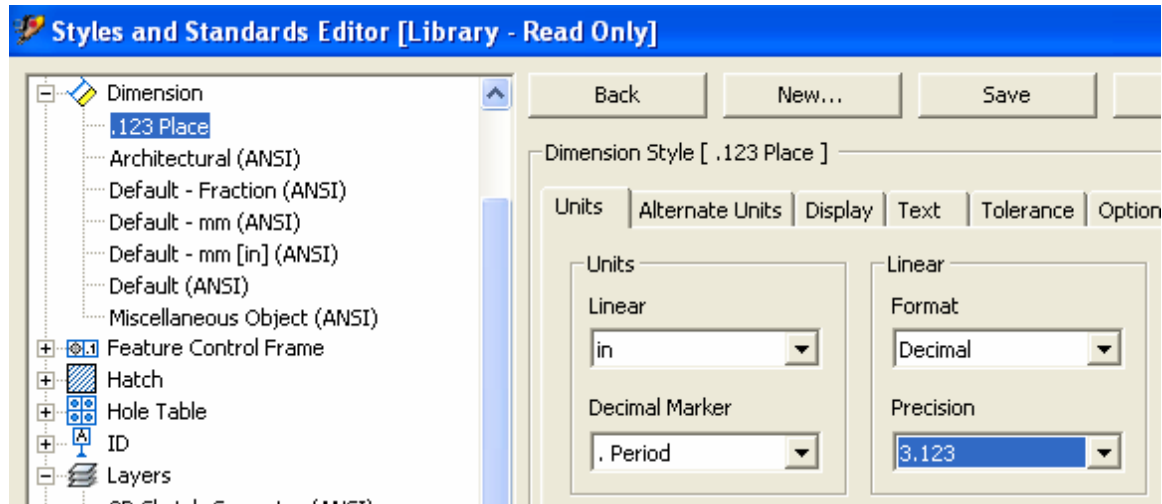 Styles and Standards Editor [Library - Read Only]
Dimension
.123 Place
Architectural (ANSI)
Default - Fraction (ANSI)
Default - mm (ANSI)
Default - mm [in] (ANSI)
Default (ANSI)
Miscellaneous Object (ANSI)
Feature Control Frame
Hatch
Hole Table
ID
Layers
Back New... Save
Dimension Style [ .123 Place ]
Units Alternate Units Display Text Tolerance Option
Units Linear
Linear Format
in Decimal
Decimal Marker Precision
. Period 3.123